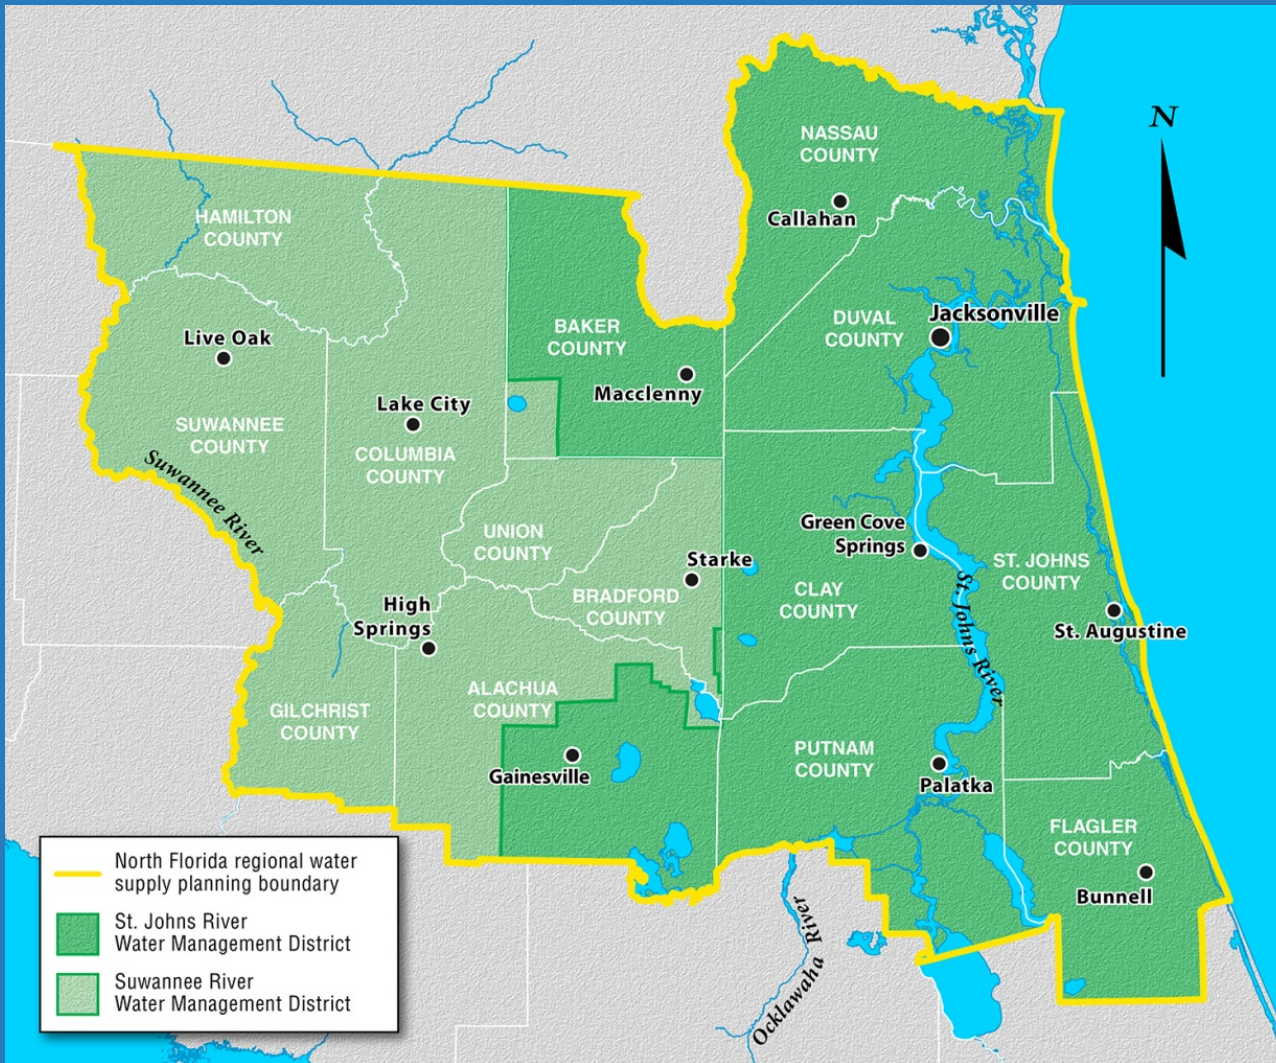 N
NASSAU
COUNTY
Callahan
HAMILTON
COUNTY
BAKER
COUNTY
DUVAL
COUNTY
Jacksonville
Live Oak
Macclenny
Lake City
SUWANNEE
COUNTY
COLUMBIA
COUNTY
Suwannee River
UNION
COUNTY
Green Cove
Springs
ST. JOHNS
COUNTY
Starke
BRADFORD
COUNTY
CLAY
COUNTY
St. Johns River
High
Springs
St. Augustine
ALACHUA
COUNTY
GILCHRIST
COUNTY
Gainesville
PUTNAM
COUNTY
Palatka
FLAGLER
COUNTY
Bunnell
Ocklawaha River
North Florida regional water
supply planning boundary
St. Johns River
Water Management District
Suwannee River
Water Management District